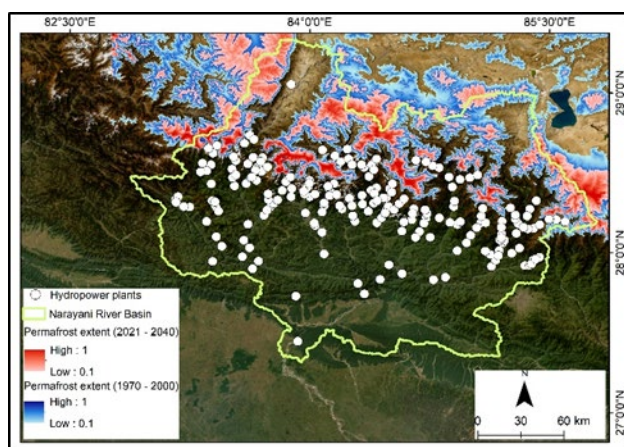 82°30'0"E
84°0'0"E
85°30'0"E
29°0'0"N
28°0'0"N
27°0'0"N
Hydropower plants
Narayani River Basin
Permafrost extent (2021 - 2040)
High : 1
Low : 0.1
Permafrost extent (1970 - 2000)
High : 1
Low : 0.1
N
0 30 60 km